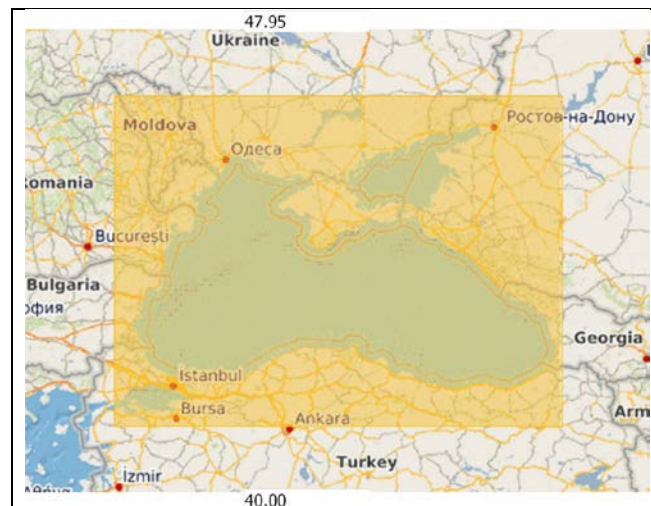 47.95
Ukraine
Moldova
Ростов-на-Дону
Одеса
omania
București
Bulgaria
офия
Georgia
Istanbul
Bursa
Ankara
Arm
Turkey
İzmir
40.00